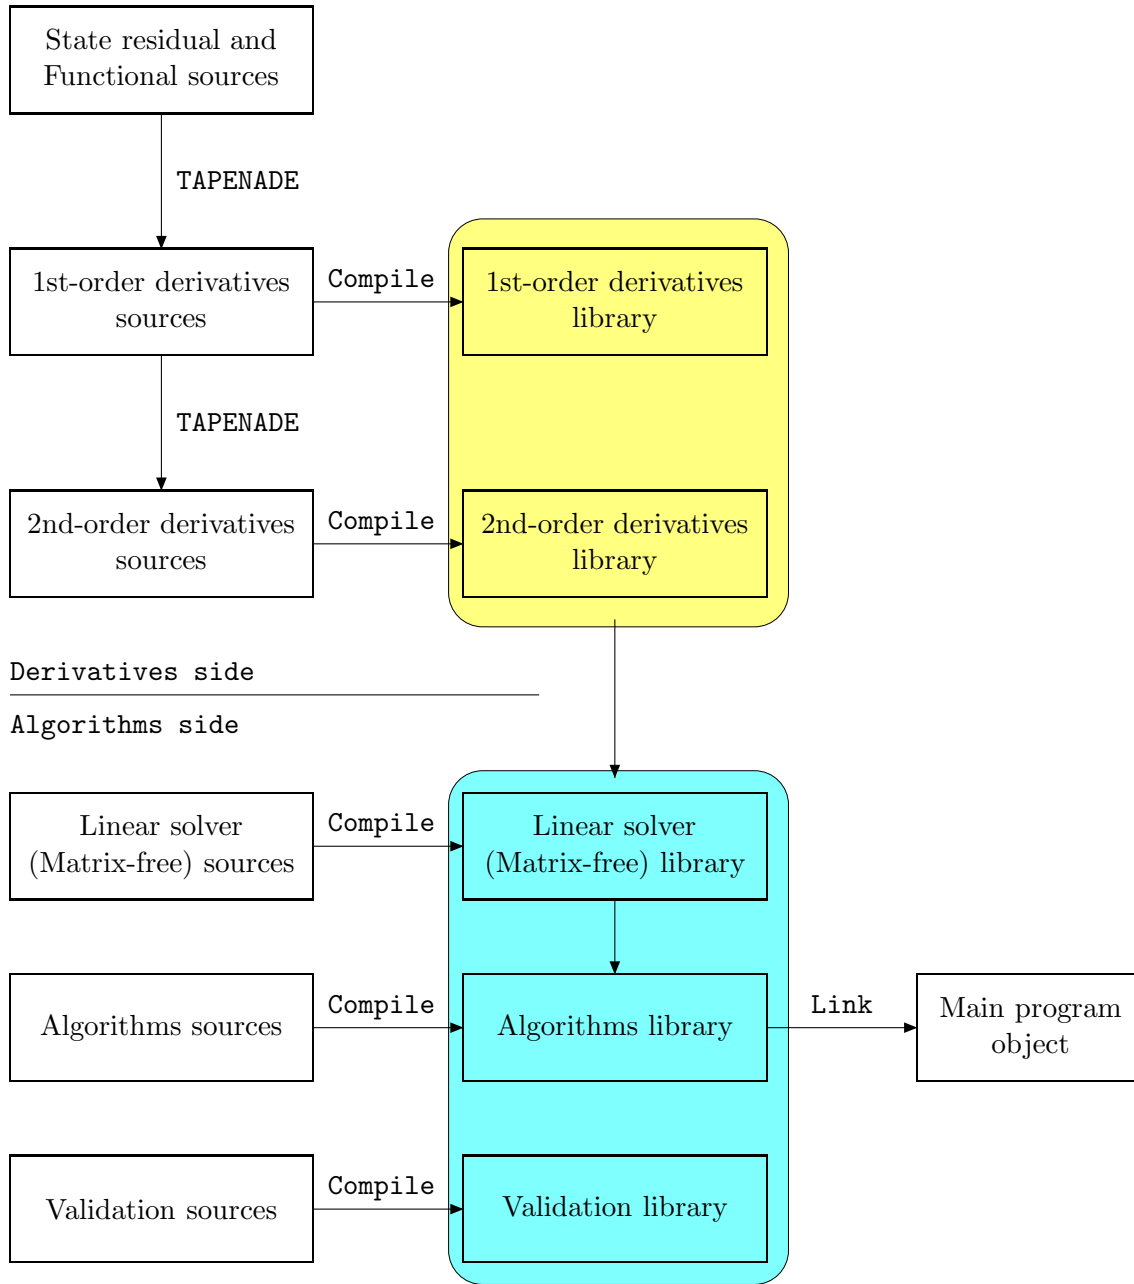 State residual and
Functional sources
TAPENADE
1st-order derivatives
sources
Compile
1st-order derivatives
library
TAPENADE
2nd-order derivatives
sources
Compile
2nd-order derivatives
library
Derivatives side
Algorithms side
Linear solver
(Matrix-free) sources
Compile
Linear solver
(Matrix-free) library
Algorithms sources
Compile
Algorithms library
Link
Main program
object
Validation sources
Compile
Validation library